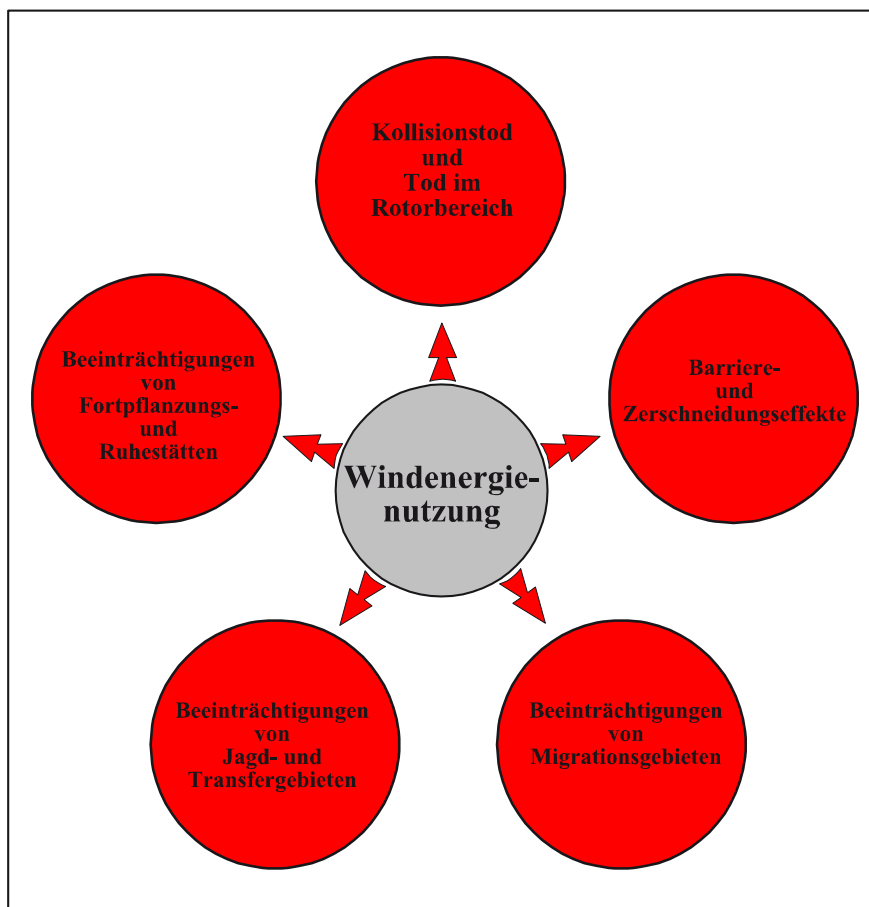 Kollisionstod
und
Tod im
Rotorbereich
Beeinträchtigungen
von
Fortpflanzungs-
und
Ruhestätten
Barriere-
und
Zerschneidungseffekte
Windenergie-
nutzung
Beeinträchtigungen
von
Jagd- und
Transfergebieten
Beeinträchtigungen
von
Migrationsgebieten